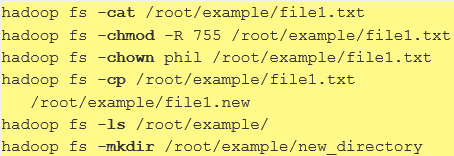 hadoop fs -cat /root/example/file1.txt
hadoop fs -chmod -R 755 /root/example/file1.txt
hadoop fs -chown phil /root/example/file1.txt
hadoop fs -cp /root/example/file1.txt
/root/example/file1.new
hadoop fs -ls /root/example/
hadoop fs -mkdir /root/example/new_directory